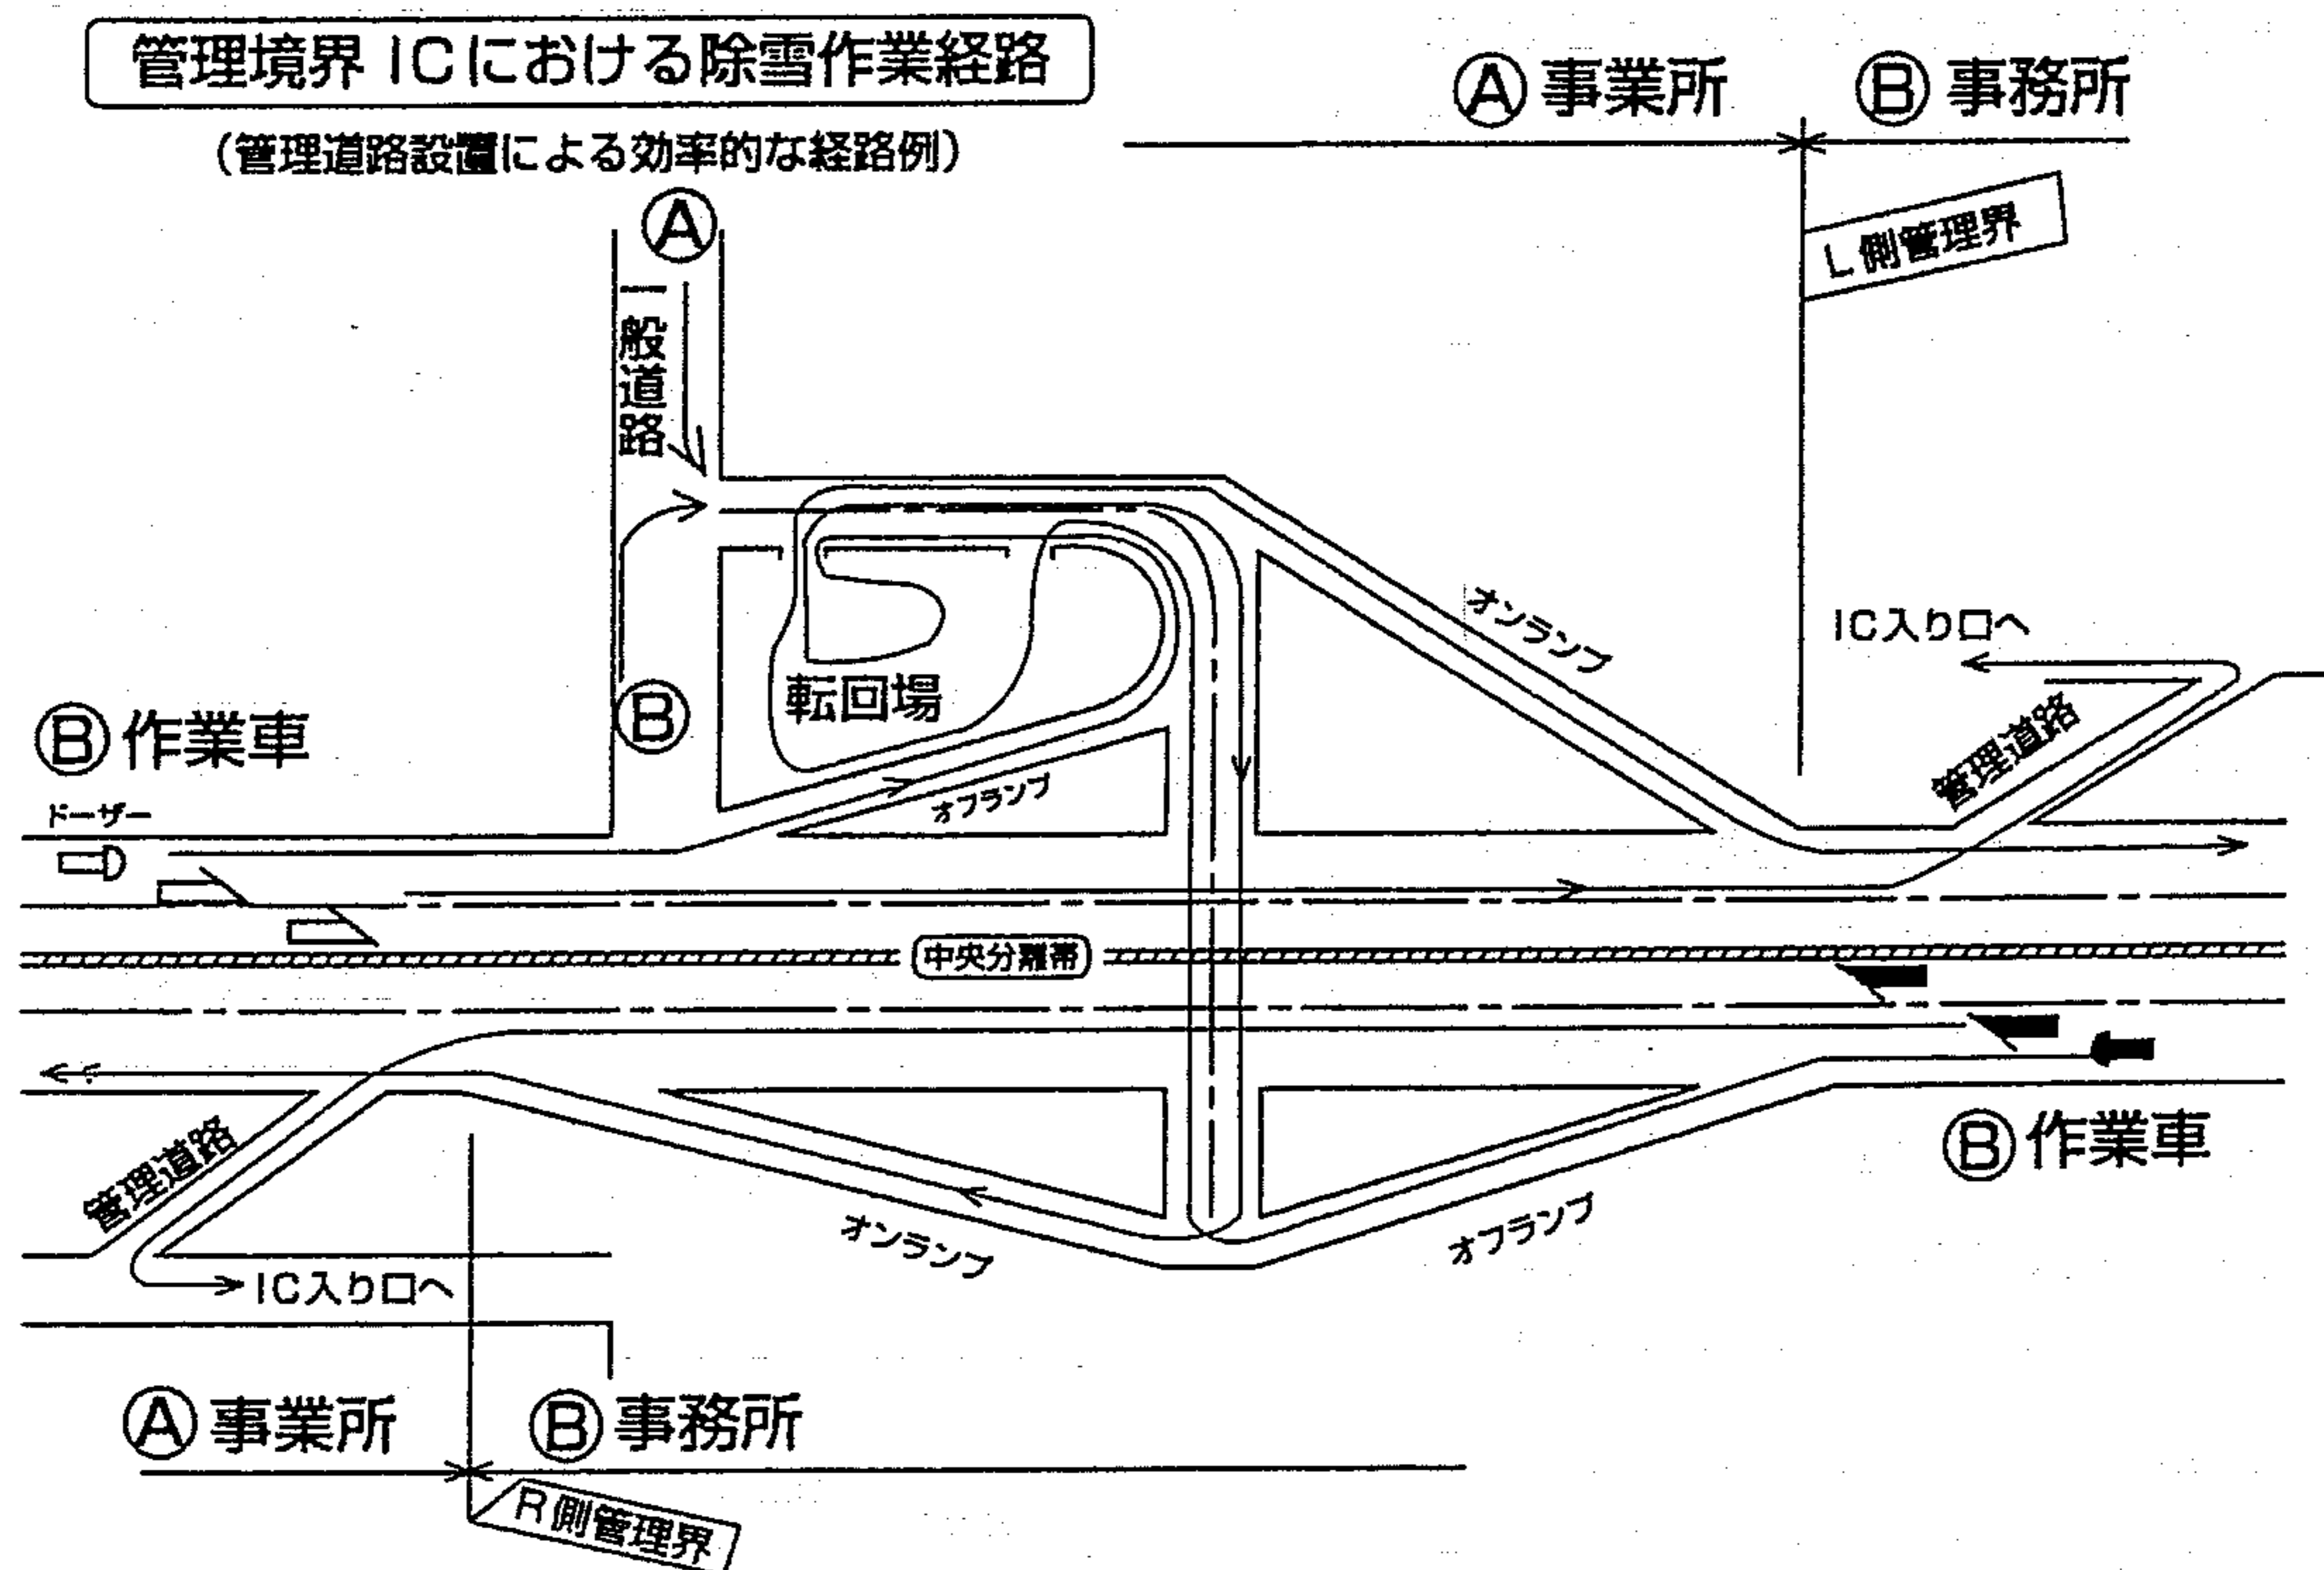 管理境界 ICにおける除雪作業経路
(管理道路設置による効率的な経路例)
Ⓐ 事業所
Ⓑ 事務所
L側管理界
Ⓐ
一般道路
オンランプ
IC入り口へ
転回場
Ⓑ
Ⓑ 作業車
管理道路
オフランプ
ドーザー
中央分離帯
管理道路
Ⓑ 作業車
オンランプ
オフランプ
IC入り口へ
Ⓐ 事業所
Ⓑ 事務所
R側管理界